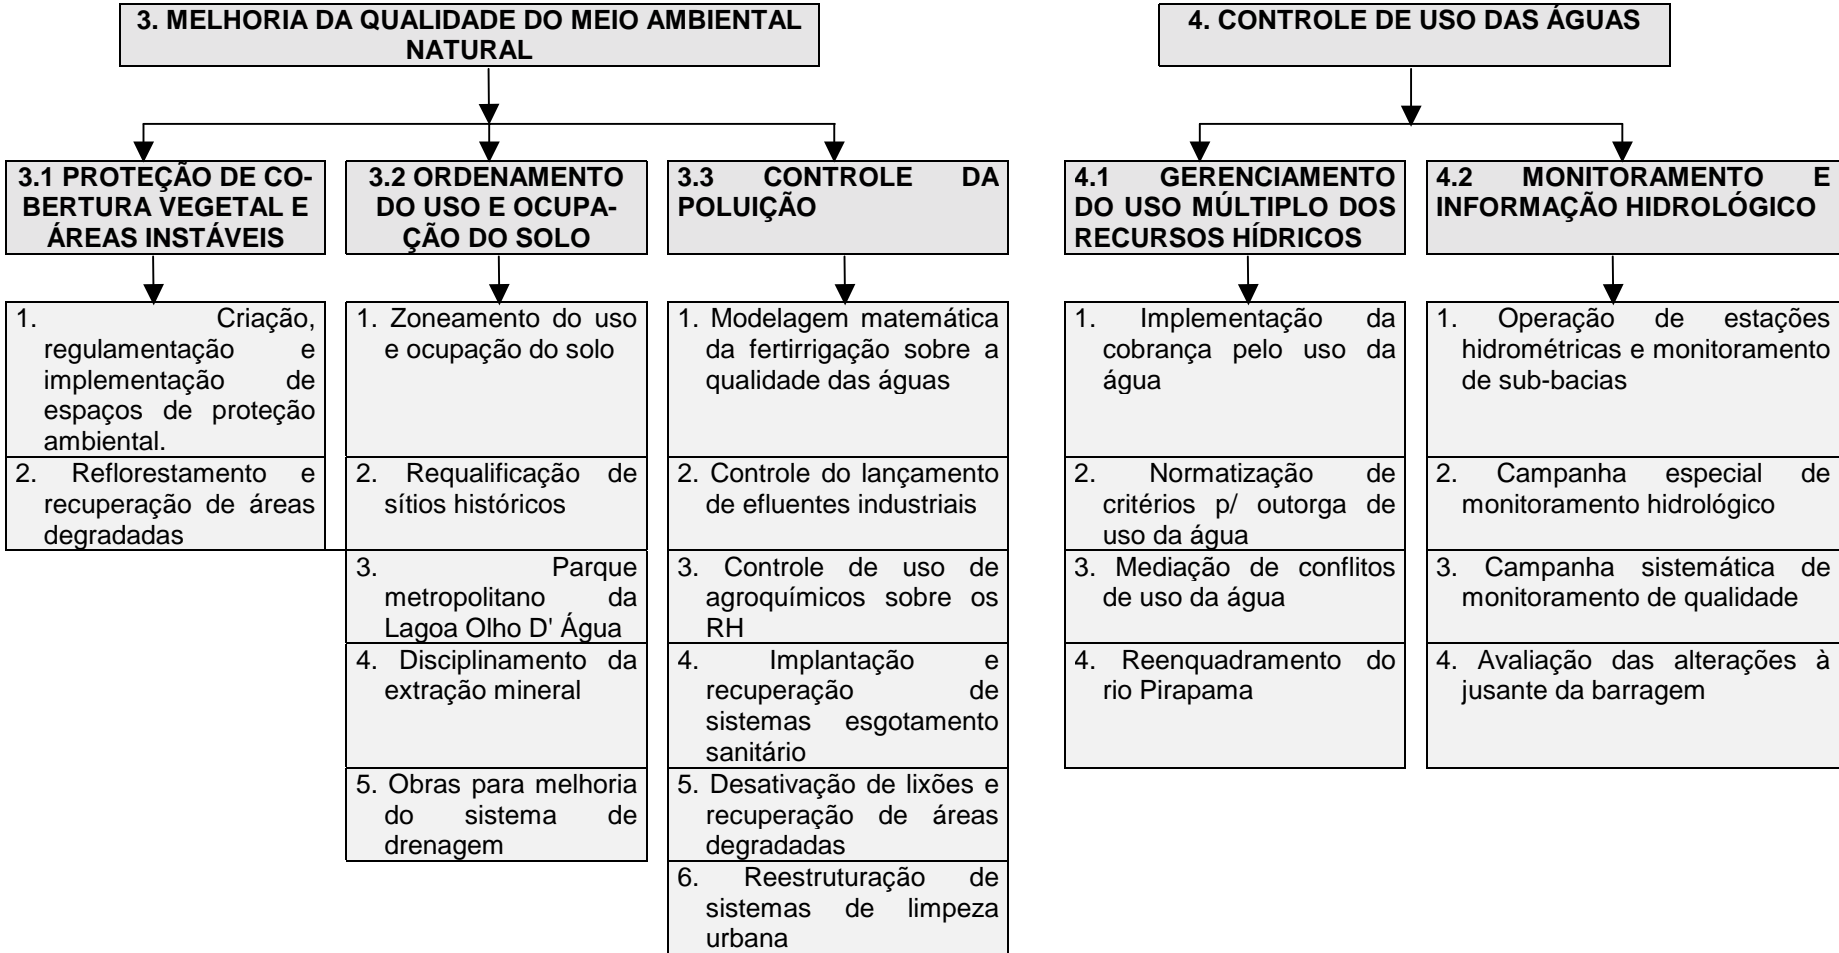 3. MELHORIA DA QUALIDADE DO MEIO AMBIENTAL
NATURAL
4. CONTROLE DE USO DAS ÁGUAS
3.1 PROTEÇÃO DE CO-
BERTURA VEGETAL E
ÁREAS INSTÁVEIS
3.2 ORDENAMENTO
DO USO E OCUPA-
ÇÃO DO SOLO
3.3 CONTROLE DA
POLUIÇÃO
4.1 GERENCIAMENTO
DO USO MÚLTIPLO DOS
RECURSOS HÍDRICOS
4.2 MONITORAMENTO E
INFORMAÇÃO HIDROLÓGICO
1. Criação,
regulamentação e
implementação de
espaços de proteção
ambiental.
2. Reflorestamento e
recuperação de áreas
degradadas
1. Zoneamento do uso
e ocupação do solo
2. Requalificação de
sítios históricos
3. Parque
metropolitano da
Lagoa Olho D' Água
4. Disciplinamento da
extração mineral
5. Obras para melhoria
do sistema de
drenagem
1. Modelagem matemática
da fertirrigação sobre a
qualidade das águas
2. Controle do lançamento
de efluentes industriais
3. Controle de uso de
agroquímicos sobre os
RH
4. Implantação e
recuperação de
sistemas esgotamento
sanitário
5. Desativação de lixões e
recuperação de áreas
degradadas
6. Reestruturação de
sistemas de limpeza
urbana
1. Implementação da
cobrança pelo uso da
água
2. Normatização de
critérios p/ outorga de
uso da água
3. Mediação de conflitos
de uso da água
4. Reenquadramento do
rio Pirapama
1. Operação de estações
hidrométricas e monitoramento
de sub-bacias
2. Campanha especial de
monitoramento hidrológico
3. Campanha sistemática de
monitoramento de qualidade
4. Avaliação das alterações à
jusante da barragem